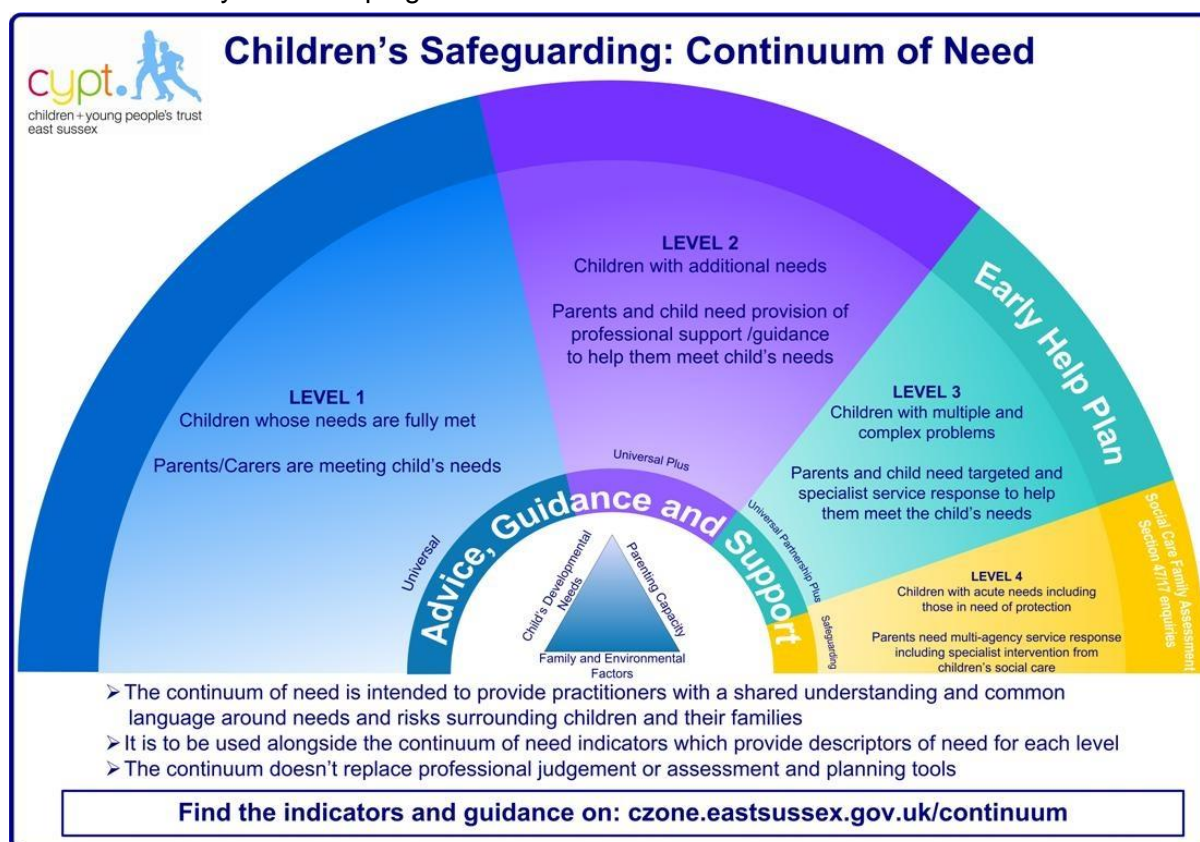 Children's Safeguarding: Continuum of Need
cypt.
children + young people's trust
east sussex
LEVEL 1
Children whose needs are fully met
Parents/Carers are meeting child's needs
LEVEL 2
Children with additional needs
Parents and child need provision of
professional support /guidance
to help them meet child's needs
Early Help Plan
LEVEL 3
Children with multiple and
complex problems
Parents and child need targeted and
specialist service response to help
them meet the child's needs
Social Care Family Assessment
Section 47/17 enquiries
LEVEL 4
Children with acute needs including
those in need of protection
Parents need multi-agency service response
including specialist intervention from
children's social care
Universal
Universal Plus
Universal Partnership Plus
Safeguarding
Advice, Guidance and Support
Child's Developmental
Needs
Parenting Capacity
Family and Environmental
Factors
➢ The continuum of need is intended to provide practitioners with a shared understanding and common
language around needs and risks surrounding children and their families
➢ It is to be used alongside the continuum of need indicators which provide descriptors of need for each level
➢ The continuum doesn't replace professional judgement or assessment and planning tools
Find the indicators and guidance on: czone.eastsussex.gov.uk/continuum